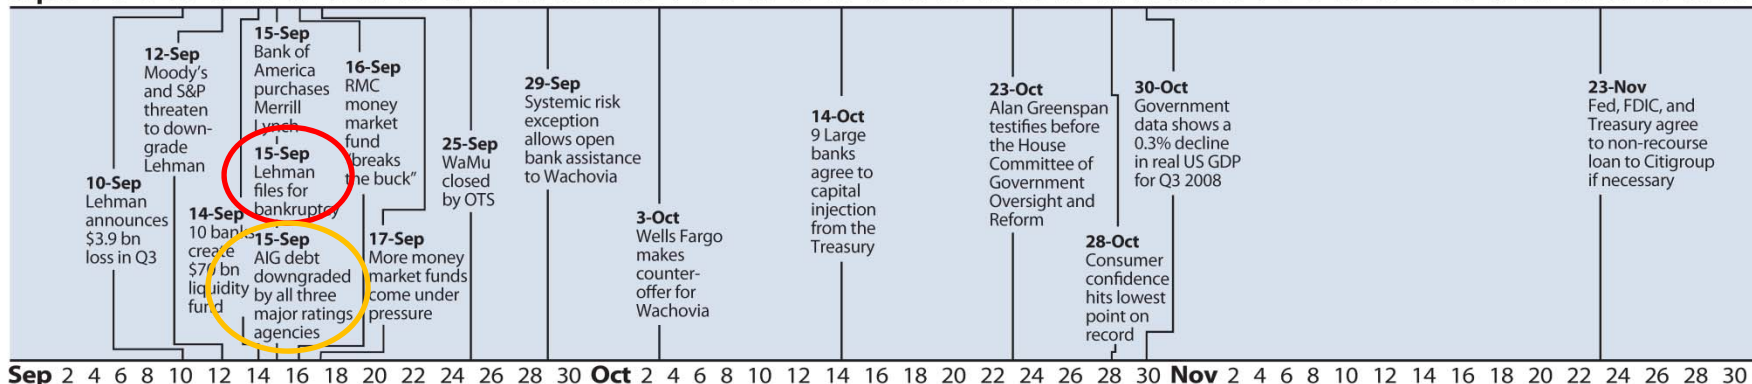 10-Sep
Lehman
announces
$3.9 bn
loss in Q3
12-Sep
Moody's
and S&P
threaten
to down-
grade
Lehman
14-Sep
10 banks
create
$70 bn
liquidity
fund
15-Sep
Bank of
America
purchases
Merrill
Lynch
15-Sep
Lehman
files for
bankruptcy
15-Sep
AIG debt
downgraded
by all three
major ratings
agencies
16-Sep
RMC
money
market
fund
"breaks
the buck"
17-Sep
More money
market funds
come under
pressure
25-Sep
WaMu
closed
by OTS
29-Sep
Systemic risk
exception
allows open
bank assistance
to Wachovia
3-Oct
Wells Fargo
makes
counter-
offer for
Wachovia
14-Oct
9 Large
banks
agree to
capital
injection
from the
Treasury
23-Oct
Alan Greenspan
testifies before
the House
Committee of
Government
Oversight and
Reform
28-Oct
Consumer
confidence
hits lowest
point on
record
30-Oct
Government
data shows a
0.3% decline
in real US GDP
for Q3 2008
23-Nov
Fed, FDIC, and
Treasury agree
to non-recourse
loan to Citigroup
if necessary
Sep 2 4 6 8 10 12 14 16 18 20 22 24 26 28 30 Oct 2 4 6 8 10 12 14 16 18 20 22 24 26 28 30 Nov 2 4 6 8 10 12 14 16 18 20 22 24 26 28 30